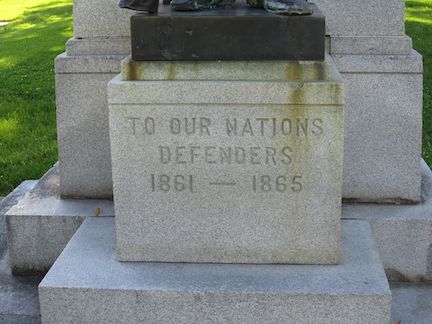 TO OUR NATIONS
DEFENDERS
1861 — 1865